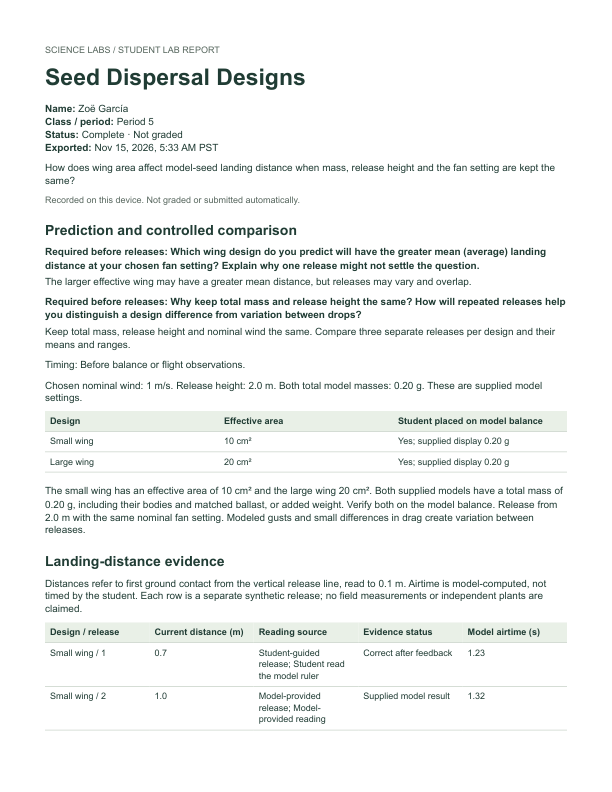 SCIENCE LABS / STUDENT LAB REPORT
Seed Dispersal Designs
Name: Zoë García
Class / period: Period 5
Status: Complete · Not graded
Exported: Nov 15, 2026, 5:33 AM PST
How does wing area affect model-seed landing distance when mass, release height and the fan setting are kept the
same?
Recorded on this device. Not graded or submitted automatically.
Prediction and controlled comparison
Required before releases: Which wing design do you predict will have the greater mean (average) landing
distance at your chosen fan setting? Explain why one release might not settle the question.
The larger effective wing may have a greater mean distance, but releases may vary and overlap.
Required before releases: Why keep total mass and release height the same? How will repeated releases help
you distinguish a design difference from variation between drops?
Keep total mass, release height and nominal wind the same. Compare three separate releases per design and their
means and ranges.
Timing: Before balance or flight observations.
Chosen nominal wind: 1 m/s. Release height: 2.0 m. Both total model masses: 0.20 g. These are supplied model
settings.
Design Effective area Student placed on model balance
Small wing 10 cm² Yes; supplied display 0.20 g
Large wing 20 cm² Yes; supplied display 0.20 g
The small wing has an effective area of 10 cm² and the large wing 20 cm². Both supplied models have a total mass of
0.20 g, including their bodies and matched ballast, or added weight. Verify both on the model balance. Release from
2.0 m with the same nominal fan setting. Modeled gusts and small differences in drag create variation between
releases.
Landing-distance evidence
Distances refer to first ground contact from the vertical release line, read to 0.1 m. Airtime is model-computed, not
timed by the student. Each row is a separate synthetic release; no field measurements or independent plants are
claimed.
Design / release Current distance (m) Reading source Evidence status Model airtime (s)
Small wing / 1 0.7 Student-guided Correct after feedback 1.23
release; Student read
the model ruler
Small wing / 2 1.0 Model-provided Supplied model result 1.32
release; Model-
provided reading